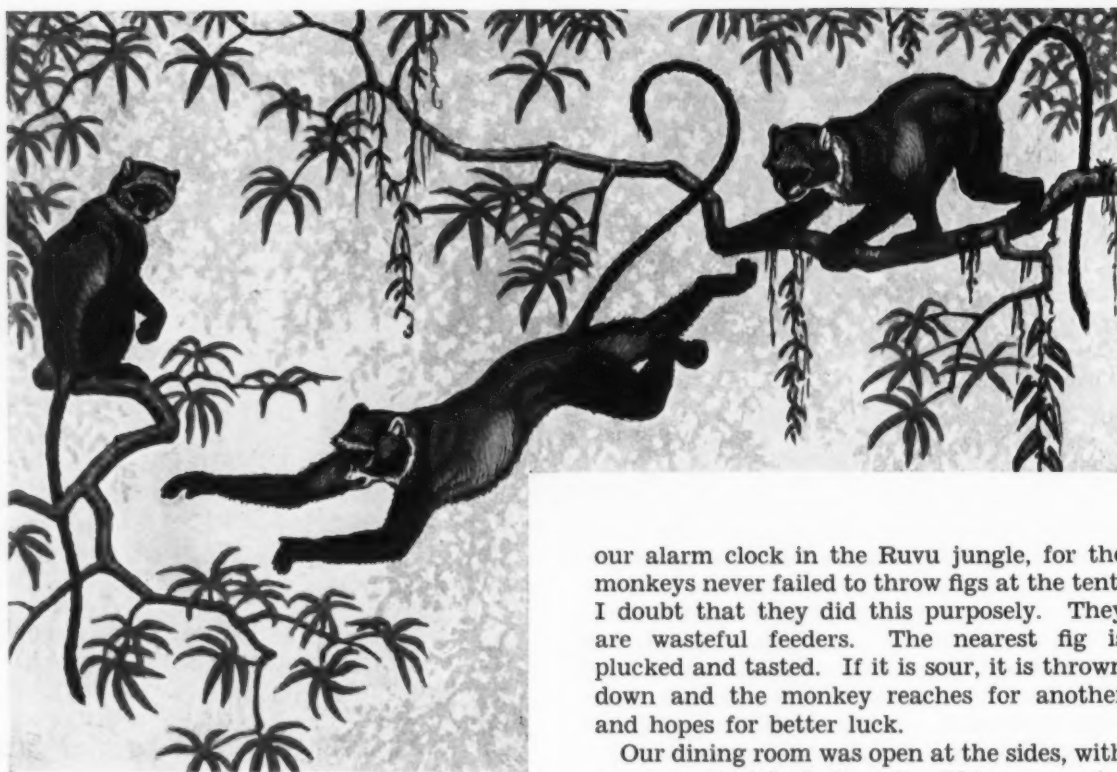 our alarm clock in the Ruvu jungle, for the
monkeys never failed to throw figs at the tent
I doubt that they did this purposely. They
are wasteful feeders. The nearest fig i
plucked and tasted. If it is sour, it is thrown
down and the monkey reaches for another
and hopes for better luck.
Our dining room was open at the sides, with